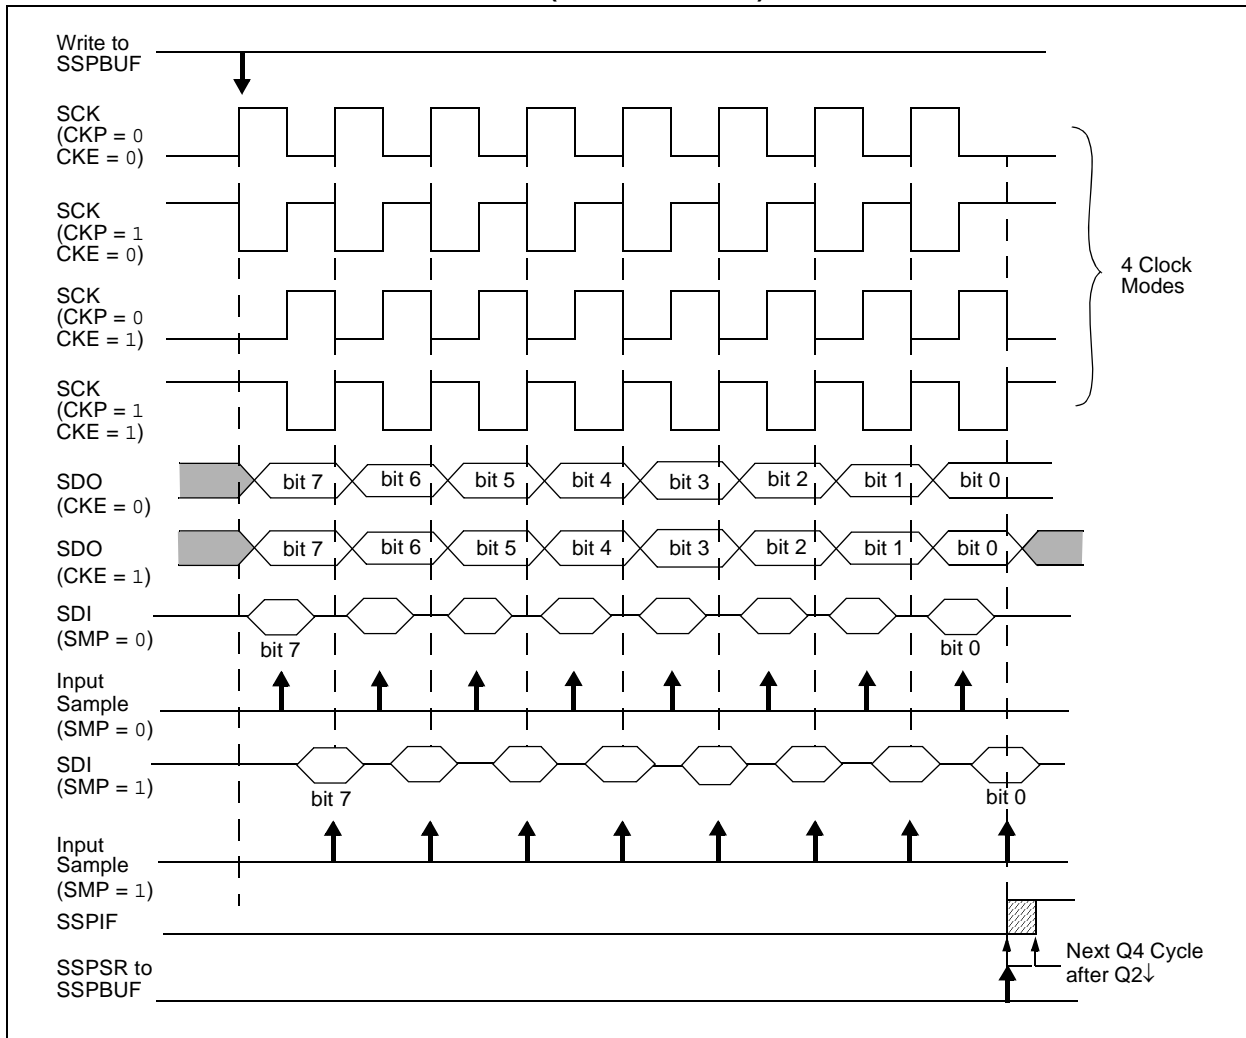 Write to
SSPBUF
SCK
(CKP = 0
CKE = 0)
SCK
(CKP = 1
CKE = 0)
SCK
(CKP = 0
CKE = 1)
SCK
(CKP = 1
CKE = 1)
4 Clock
Modes
SDO
(CKE = 0)
bit 7 bit 6 bit 5 bit 4 bit 3 bit 2 bit 1 bit 0
SDO
(CKE = 1)
bit 7 bit 6 bit 5 bit 4 bit 3 bit 2 bit 1 bit 0
SDI
(SMP = 0)
bit 7 bit 0
Input
Sample
(SMP = 0)
SDI
(SMP = 1)
bit 7 bit 0
Input
Sample
(SMP = 1)
SSPIF
Next Q4 Cycle
after Q2↓
SSPSR to
SSPBUF